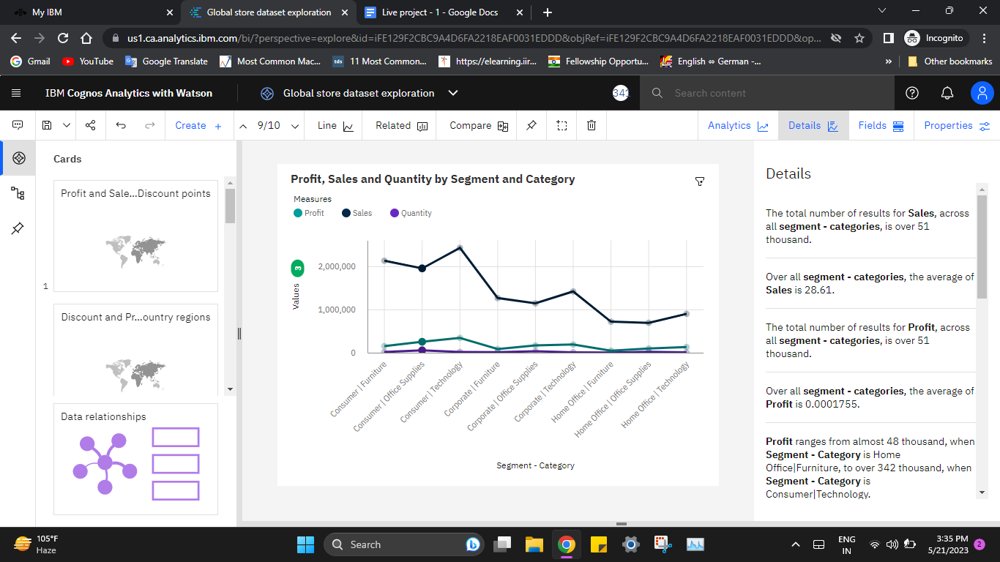 My IBM
Global store dataset exploration
Live project - 1 - Google Docs
us1.ca.analytics.ibm.com/bi/?perspective=explore&id=iFE129F2CBC9A4D6FA2218EAF0031EDDD&objRef=iFE129F2CBC9A4D6FA2218EAF0031EDDD&op...
Incognito
Gmail
YouTube
Google Translate
Most Common Mac...
tds
11 Most Common...
https://elearning.iir...
Fellowship Opportu...
English ⇔ German -...
»
Other bookmarks
IBM Cognos Analytics with Watson
Global store dataset exploration
341
Search content
Create +
9/10
Line
Related
Compare
Analytics
Details
Fields
Properties
Cards
Profit and Sale...Discount points
1
Discount and Pr...ountry regions
Data relationships
Profit, Sales and Quantity by Segment and Category
Measures
Profit
Sales
Quantity
3
Values
2,000,000
1,000,000
0
Consumer | Furniture
Consumer | Office Supplies
Consumer | Technology
Corporate | Furniture
Corporate | Office Supplies
Corporate | Technology
Home Office | Furniture
Home Office | Office Supplies
Home Office | Technology
Segment - Category
Details
The total number of results for Sales, across
all segment - categories, is over 51
thousand.
Over all segment - categories, the average of
Sales is 28.61.
The total number of results for Profit, across
all segment - categories, is over 51
thousand.
Over all segment - categories, the average of
Profit is 0.0001755.
Profit ranges from almost 48 thousand, when
Segment - Category is Home
Office|Furniture, to over 342 thousand, when
Segment - Category is
Consumer|Technology.
105°F
Haze
Search
ENG
IN
3:35 PM
5/21/2023
2